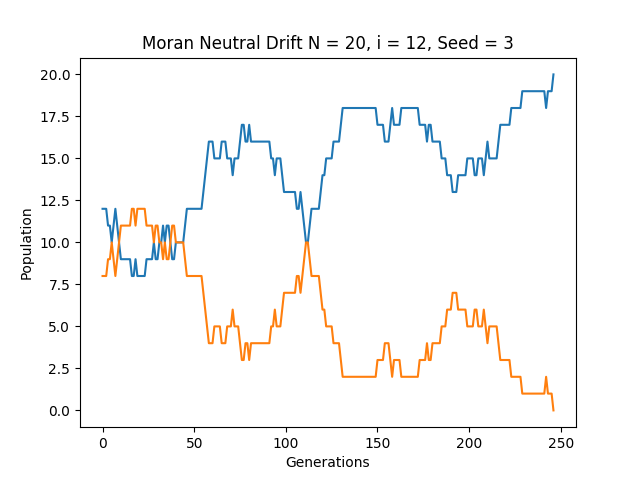 Moran Neutral Drift N = 20, i = 12, Seed = 3
20.0
17.5
15.0
12.5
10.0
7.5
5.0
2.5
0.0
Population
0 50 100 150 200 250
Generations